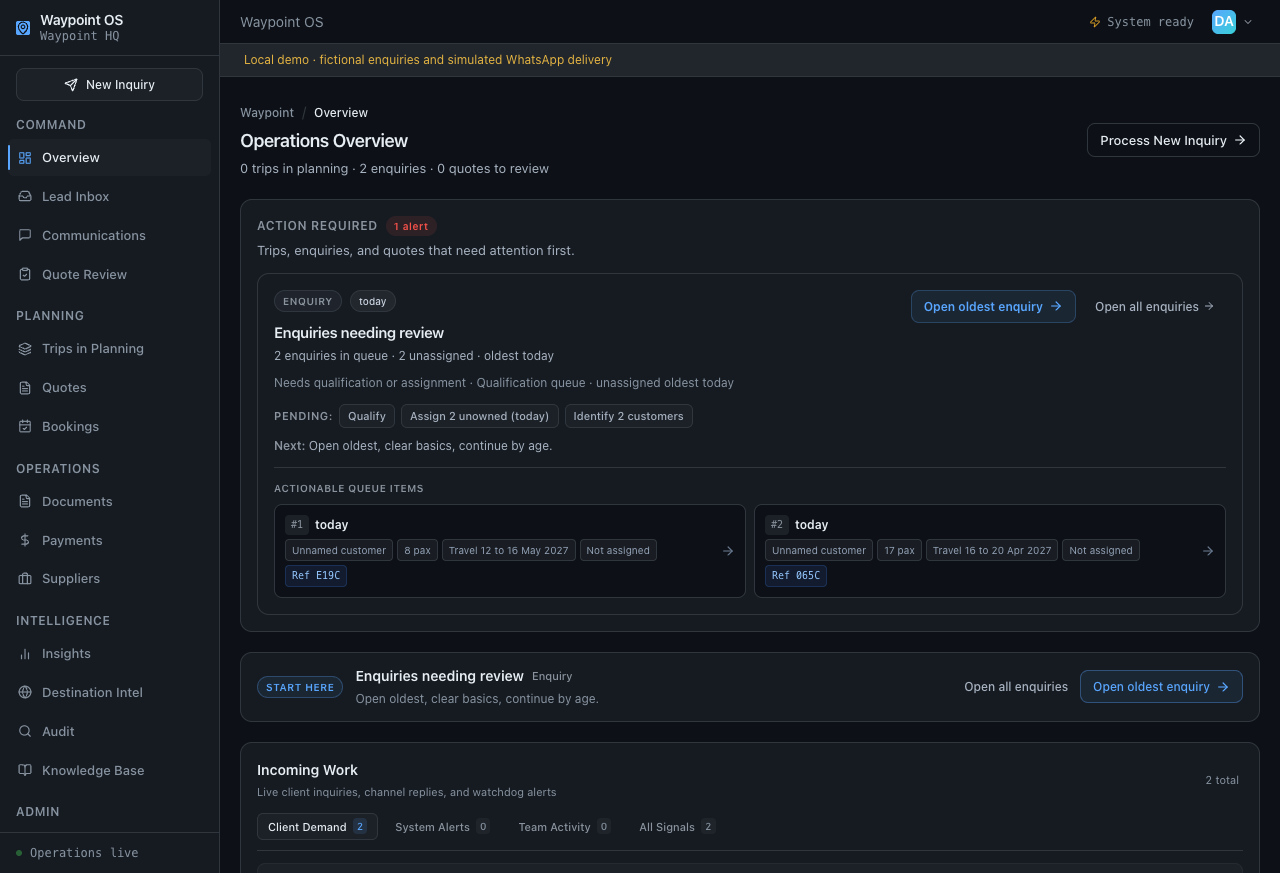 Waypoint OS
Waypoint HQ
New Inquiry
COMMAND
Overview
Lead Inbox
Communications
Quote Review
PLANNING
Trips in Planning
Quotes
Bookings
OPERATIONS
Documents
Payments
Suppliers
INTELLIGENCE
Insights
Destination Intel
Audit
Knowledge Base
ADMIN
Operations live
Waypoint OS
System ready
DA
Local demo · fictional enquiries and simulated WhatsApp delivery
Waypoint / Overview
Operations Overview
0 trips in planning · 2 enquiries · 0 quotes to review
Process New Inquiry →
ACTION REQUIRED 1 alert
Trips, enquiries, and quotes that need attention first.
ENQUIRY today
Open oldest enquiry → Open all enquiries →
Enquiries needing review
2 enquiries in queue · 2 unassigned · oldest today
Needs qualification or assignment · Qualification queue · unassigned oldest today
PENDING: Qualify Assign 2 unowned (today) Identify 2 customers
Next: Open oldest, clear basics, continue by age.
ACTIONABLE QUEUE ITEMS
#1 today
Unnamed customer 8 pax Travel 12 to 16 May 2027 Not assigned →
Ref E19C
#2 today
Unnamed customer 17 pax Travel 16 to 20 Apr 2027 Not assigned →
Ref 065C
START HERE
Enquiries needing review Enquiry
Open oldest, clear basics, continue by age.
Open all enquiries Open oldest enquiry →
Incoming Work
Live client inquiries, channel replies, and watchdog alerts
2 total
Client Demand 2 System Alerts 0 Team Activity 0 All Signals 2